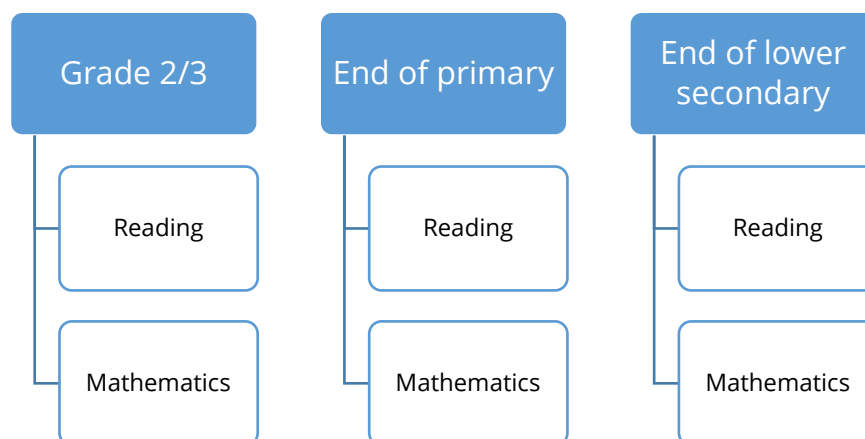 Grade 2/3
Reading
Mathematics
End of primary
Reading
Mathematics
End of lower
secondary
Reading
Mathematics